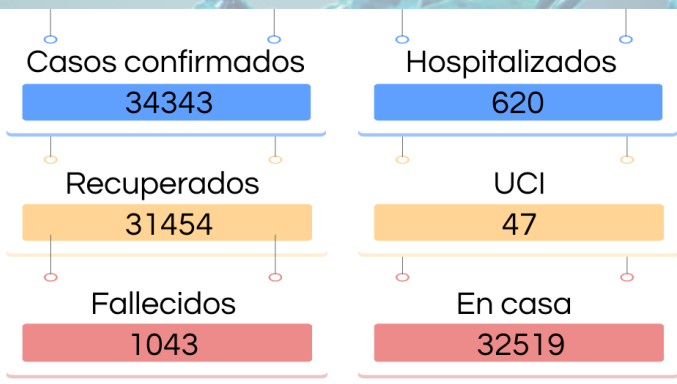 Casos confirmados
34343
Hospitalizados
620
Recuperados
31454
UCI
47
Fallecidos
1043
En casa
32519